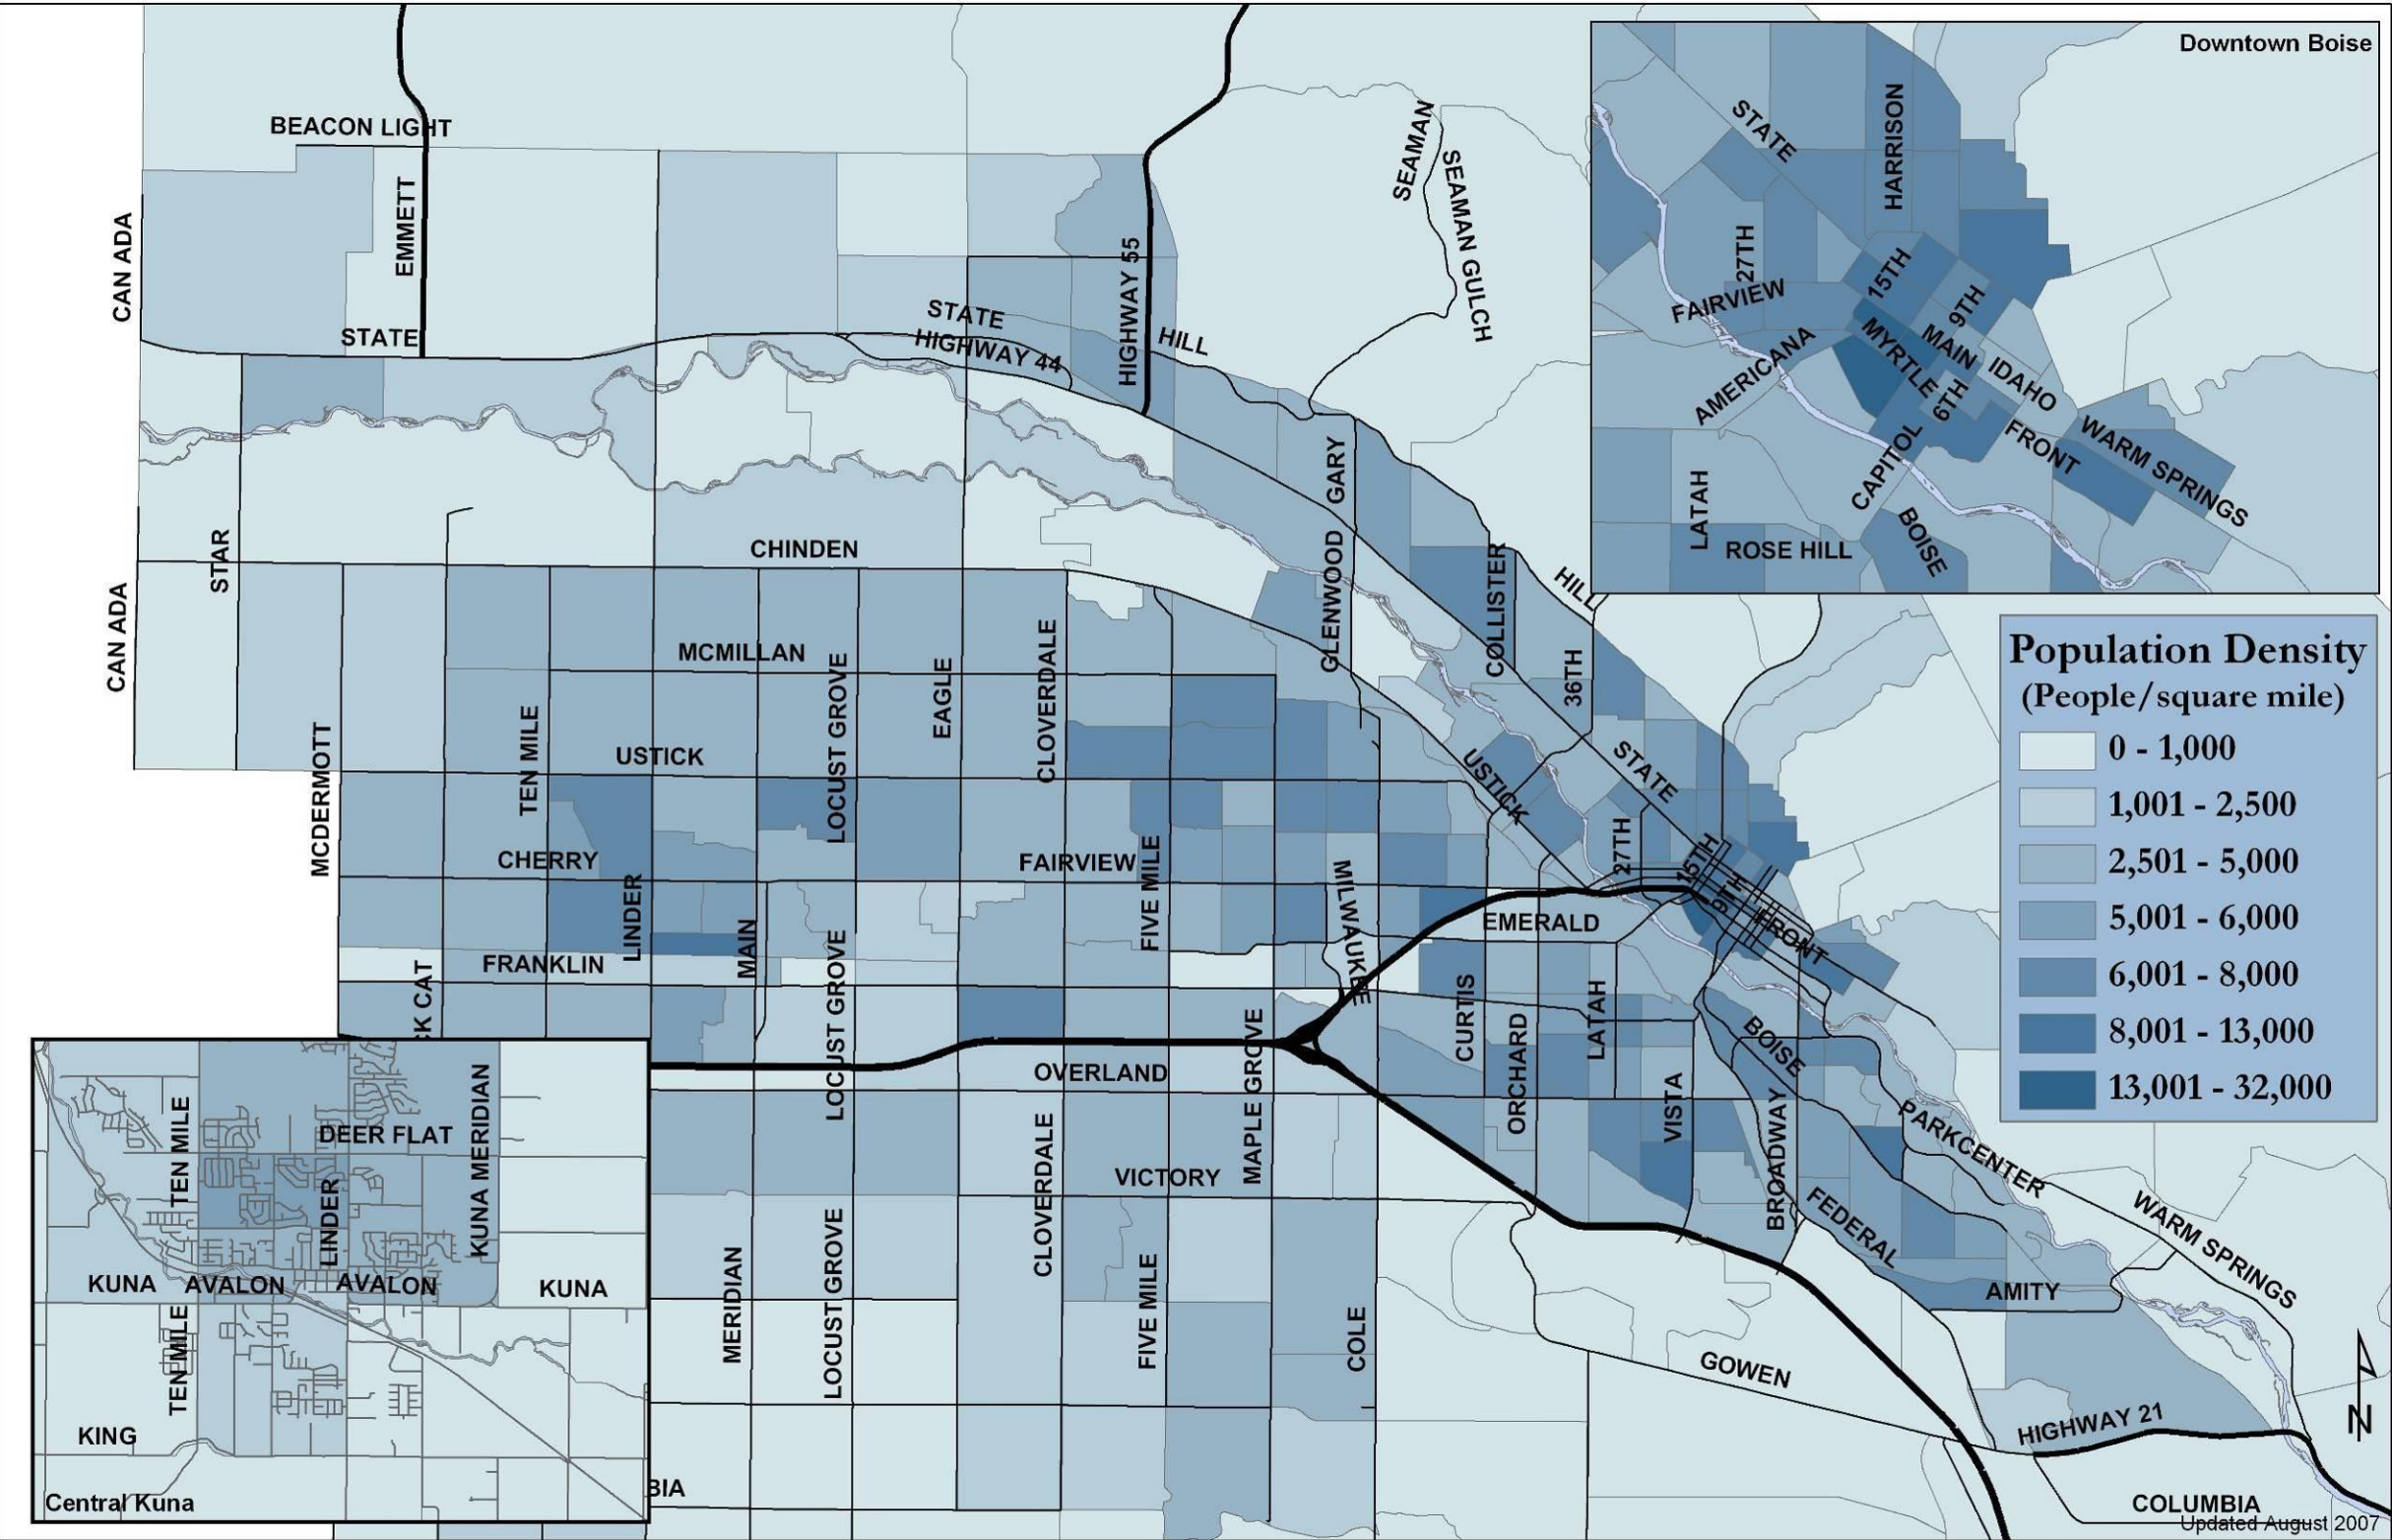 Downtown Boise
STATE
HARRISON
27TH
15TH
9TH
FAIRVIEW
MAIN
MYRTLE
IDAHO
AMERICANA
6TH
FRONT
WARM SPRINGS
CAPITOL
LATAH
ROSE HILL
BOISE
BEACON LIGHT
SEAMAN
SEAMAN GULCH
CAN ADA
EMMETT
HIGHWAY 55
STATE
STATE
HIGHWAY 44
HILL
GARY
CHINDEN
STAR
GLENWOOD
COLLISTER
HILL
CAN ADA
MCMILLAN
LOCUST GROVE
EAGLE
CLOVERDALE
36TH
MCDERMOTT
TEN MILE
USTICK
USTICK
STATE
CHERRY
FAIRVIEW
FIVE MILE
27TH
15TH
9TH
LINDER
MILWAUKEE
EMERALD
FRONT
MAIN
FRANKLIN
LOCUST GROVE
CK CAT
CURTIS
ORCHARD
LATAH
BOISE
OVERLAND
MAPLE GROVE
VISTA
BROADWAY
PARKCENTER
CLOVERDALE
VICTORY
FEDERAL
WARM SPRINGS
MERIDIAN
LOCUST GROVE
FIVE MILE
COLE
AMITY
GOWEN
HIGHWAY 21
BIA
COLUMBIA
Updated August 2007
N
Population Density
(People/square mile)
0 - 1,000
1,001 - 2,500
2,501 - 5,000
5,001 - 6,000
6,001 - 8,000
8,001 - 13,000
13,001 - 32,000
TEN MILE
DEER FLAT
KUNA MERIDIAN
LINDER
KUNA
AVALON
AVALON
KUNA
TEN MILE
KING
Central Kuna